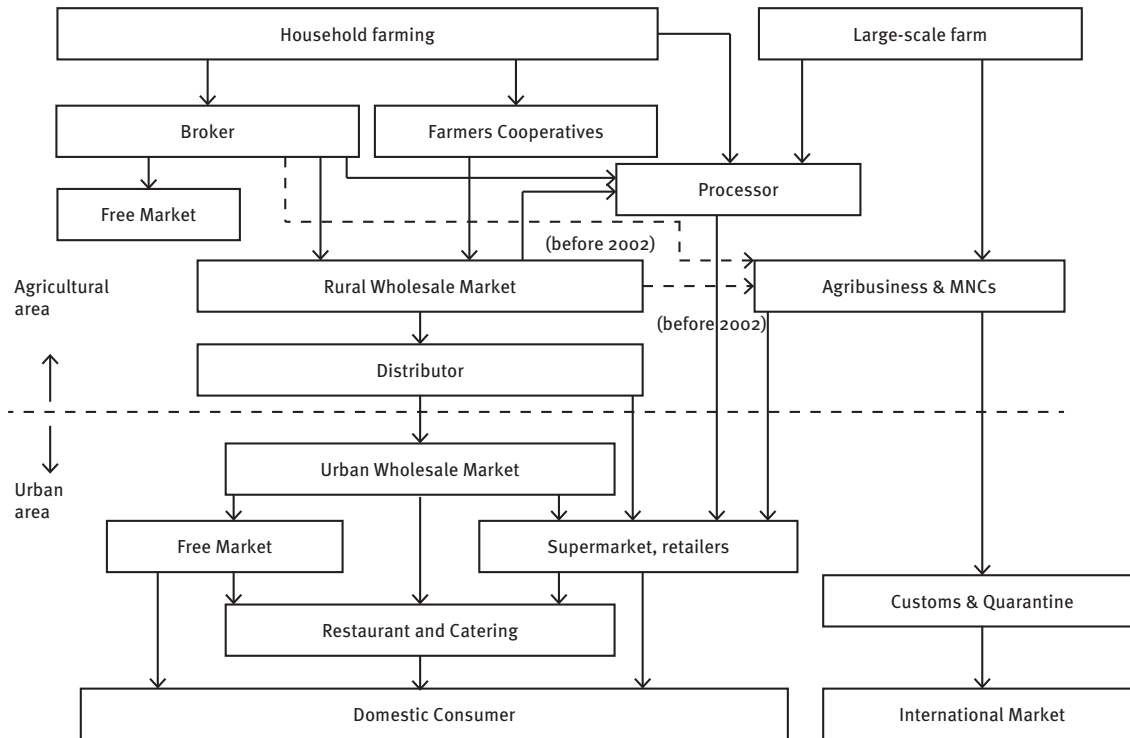 Household farming
Large-scale farm
Broker
Farmers Cooperatives
Processor
Free Market
(before 2002)
Agricultural
area
Rural Wholesale Market
Agribusiness & MNCs
(before 2002)
Distributor
Urban
area
Urban Wholesale Market
Free Market
Supermarket, retailers
Customs & Quarantine
Restaurant and Catering
Domestic Consumer
International Market